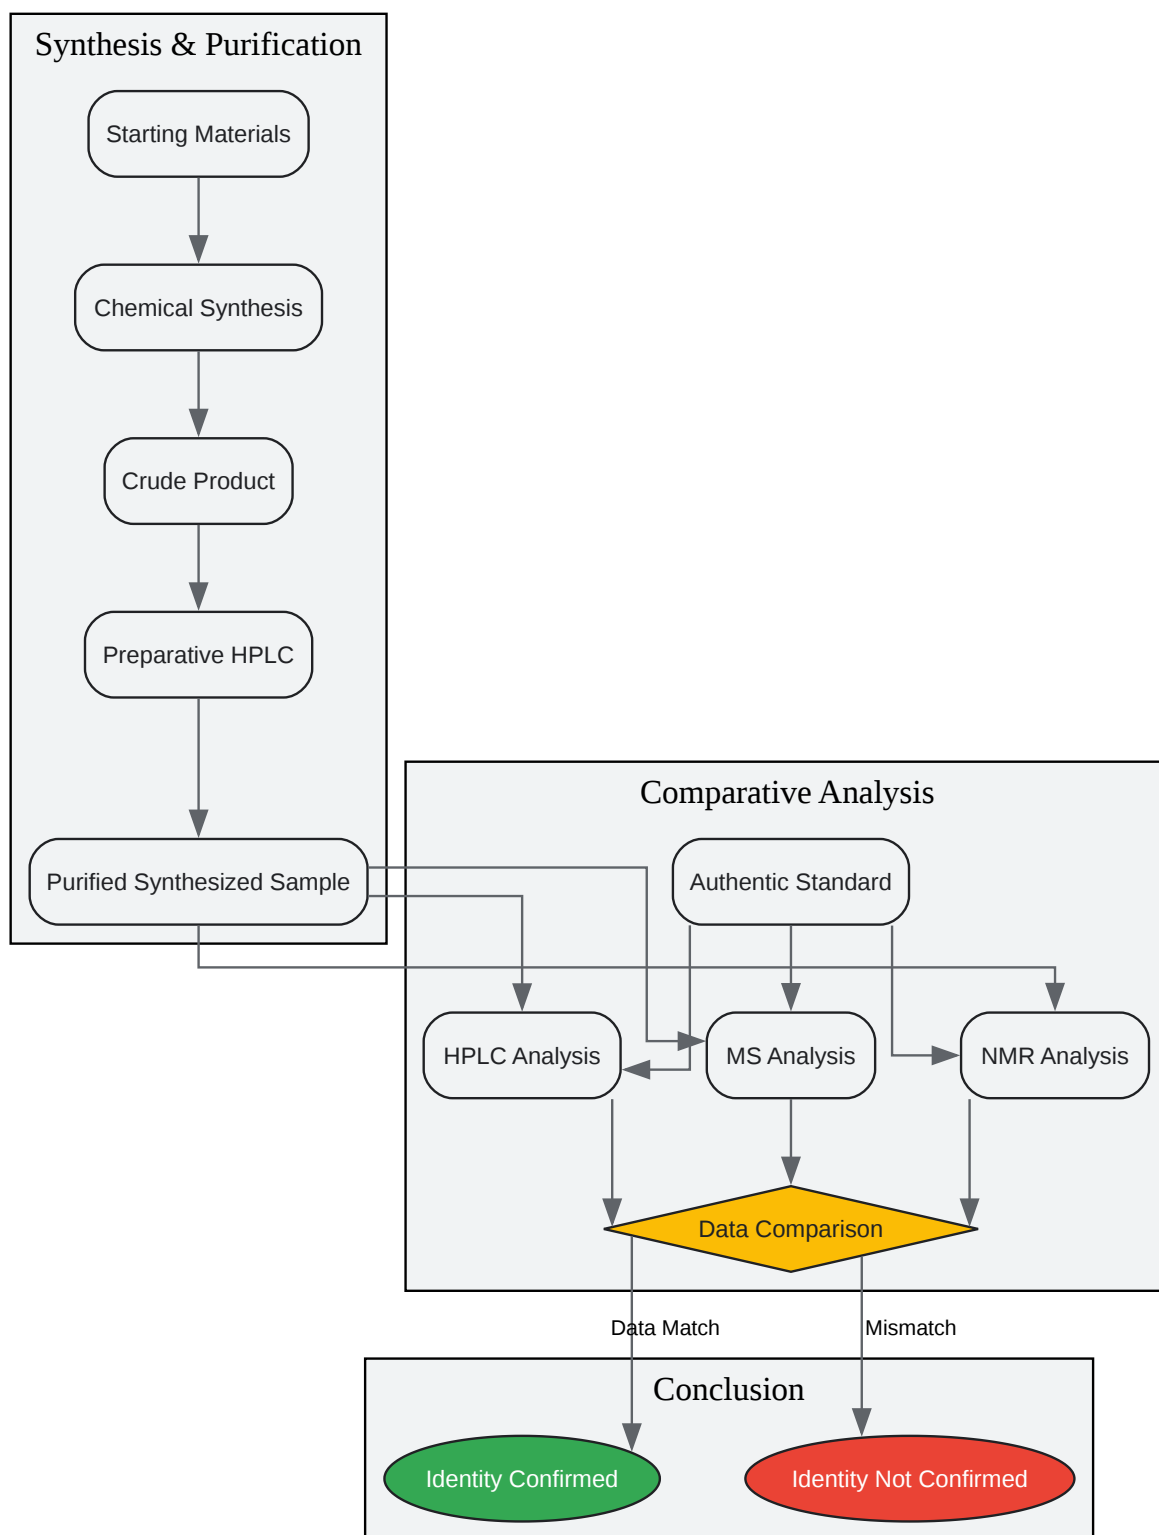 Synthesis & Purification
Starting Materials
Chemical Synthesis
Crude Product
Preparative HPLC
Purified Synthesized Sample
Comparative Analysis
Authentic Standard
HPLC Analysis
MS Analysis
NMR Analysis
Data Comparison
Data Match
Mismatch
Conclusion
Identity Confirmed
Identity Not Confirmed